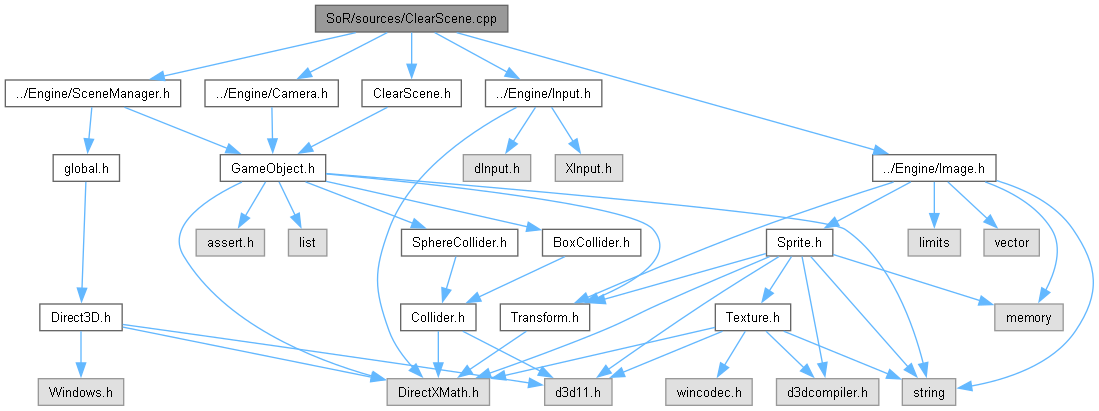 SoR/sources/ClearScene.cpp
../Engine/SceneManager.h
../Engine/Camera.h
ClearScene.h
../Engine/Input.h
global.h
GameObject.h
dInput.h
XInput.h
../Engine/Image.h
assert.h
list
SphereCollider.h
BoxCollider.h
Sprite.h
limits
vector
Direct3D.h
Collider.h
Transform.h
Texture.h
memory
Windows.h
DirectXMath.h
d3d11.h
wincodec.h
d3dcompiler.h
string